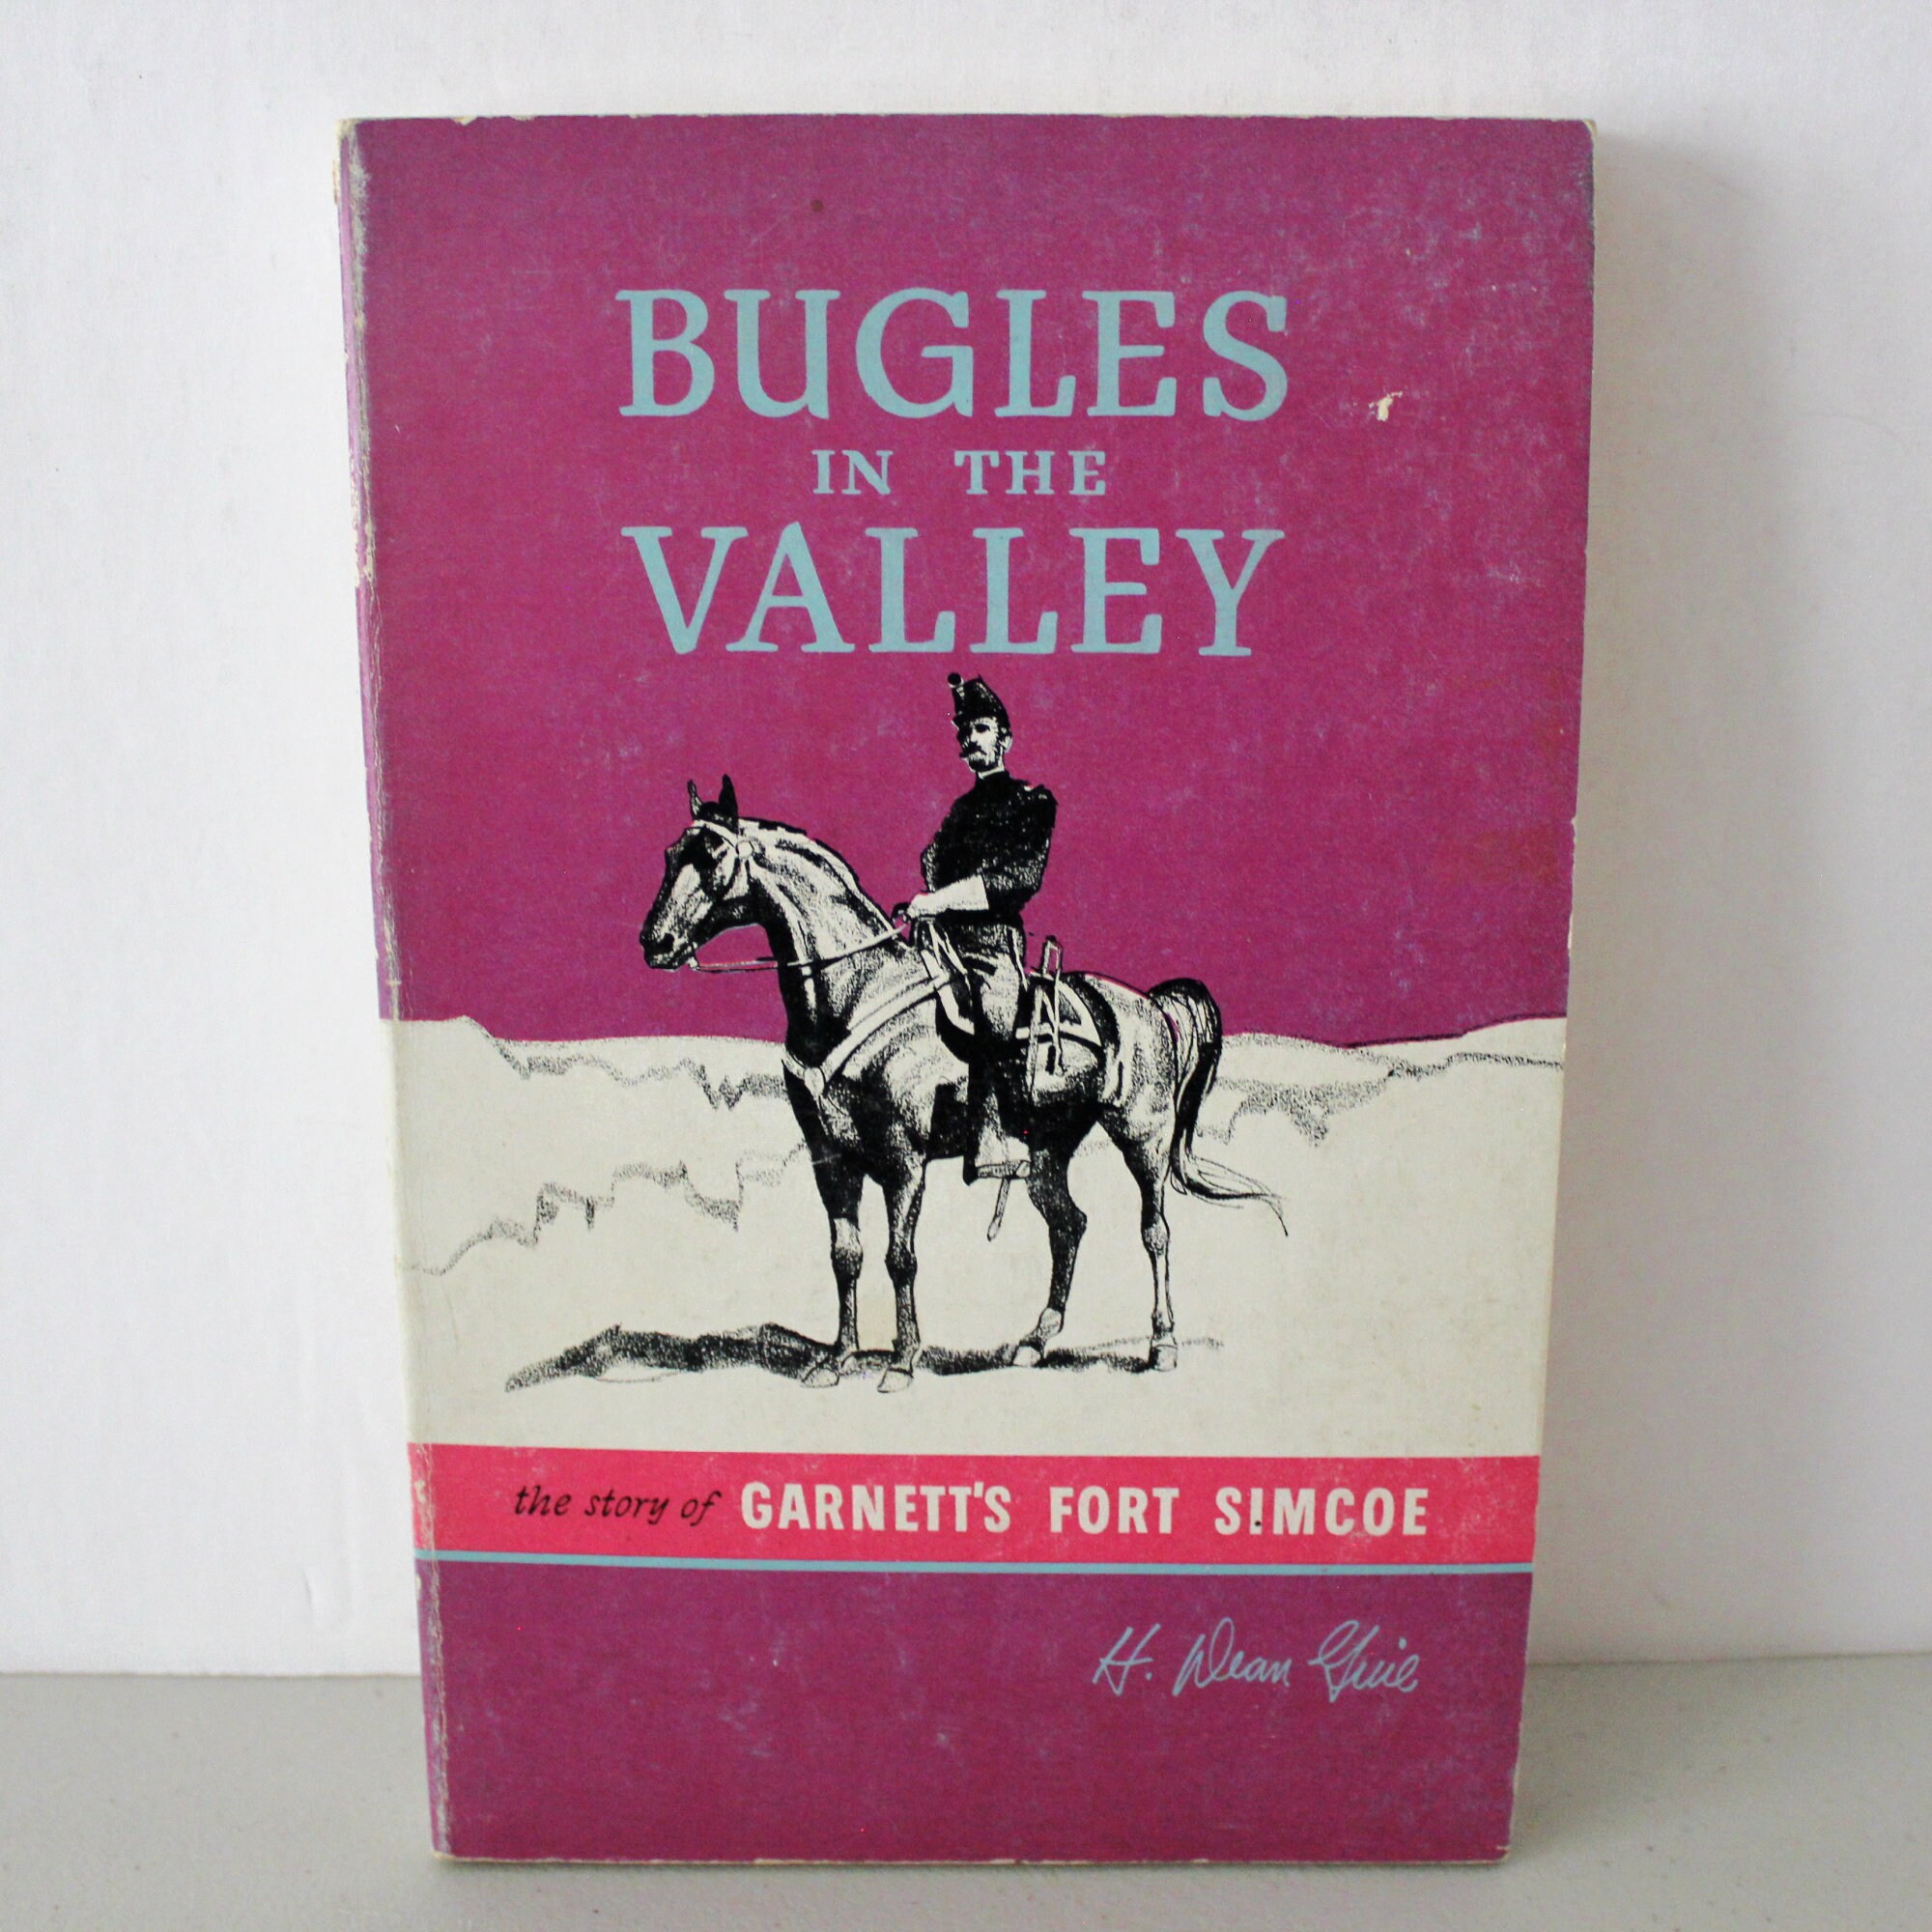 BUGLES
IN THE
VALLEY
the story of GARNETT'S FORT SIMCOE
H. Dean Guie